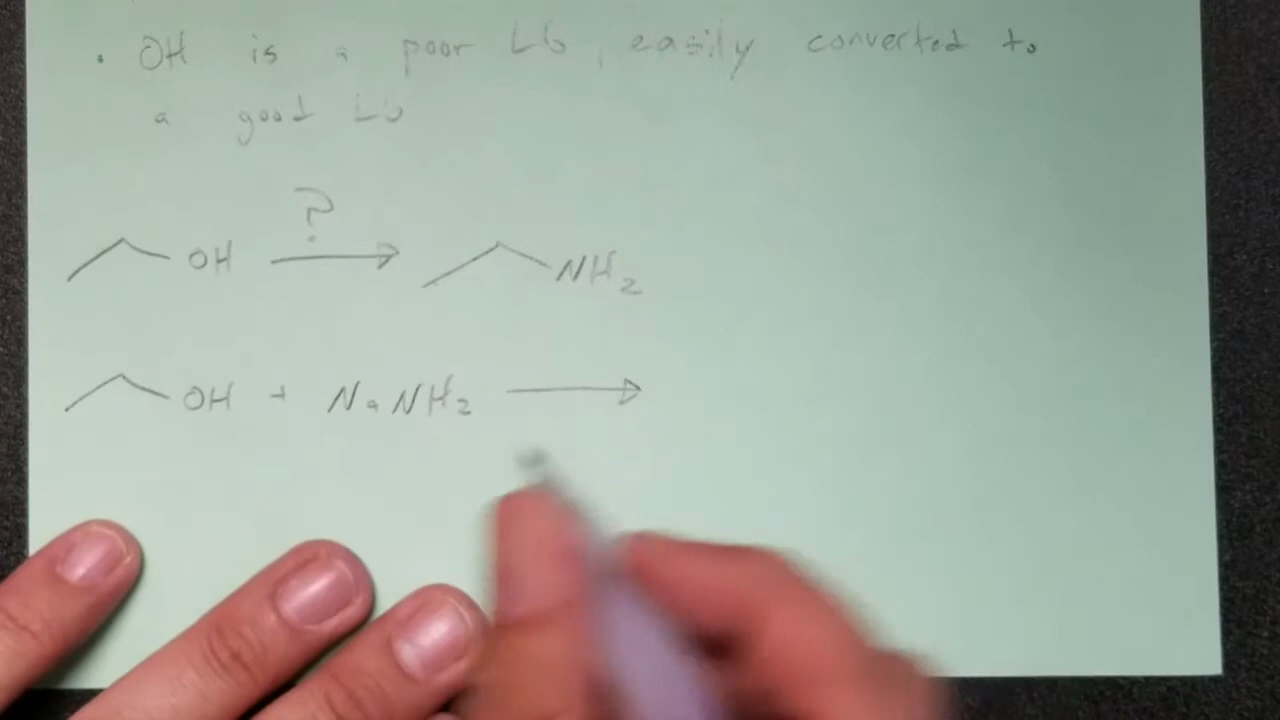 . OH is a poor LG, easily converted to
a good LG
?
OH → NH₂
OH + NaNH₂ →